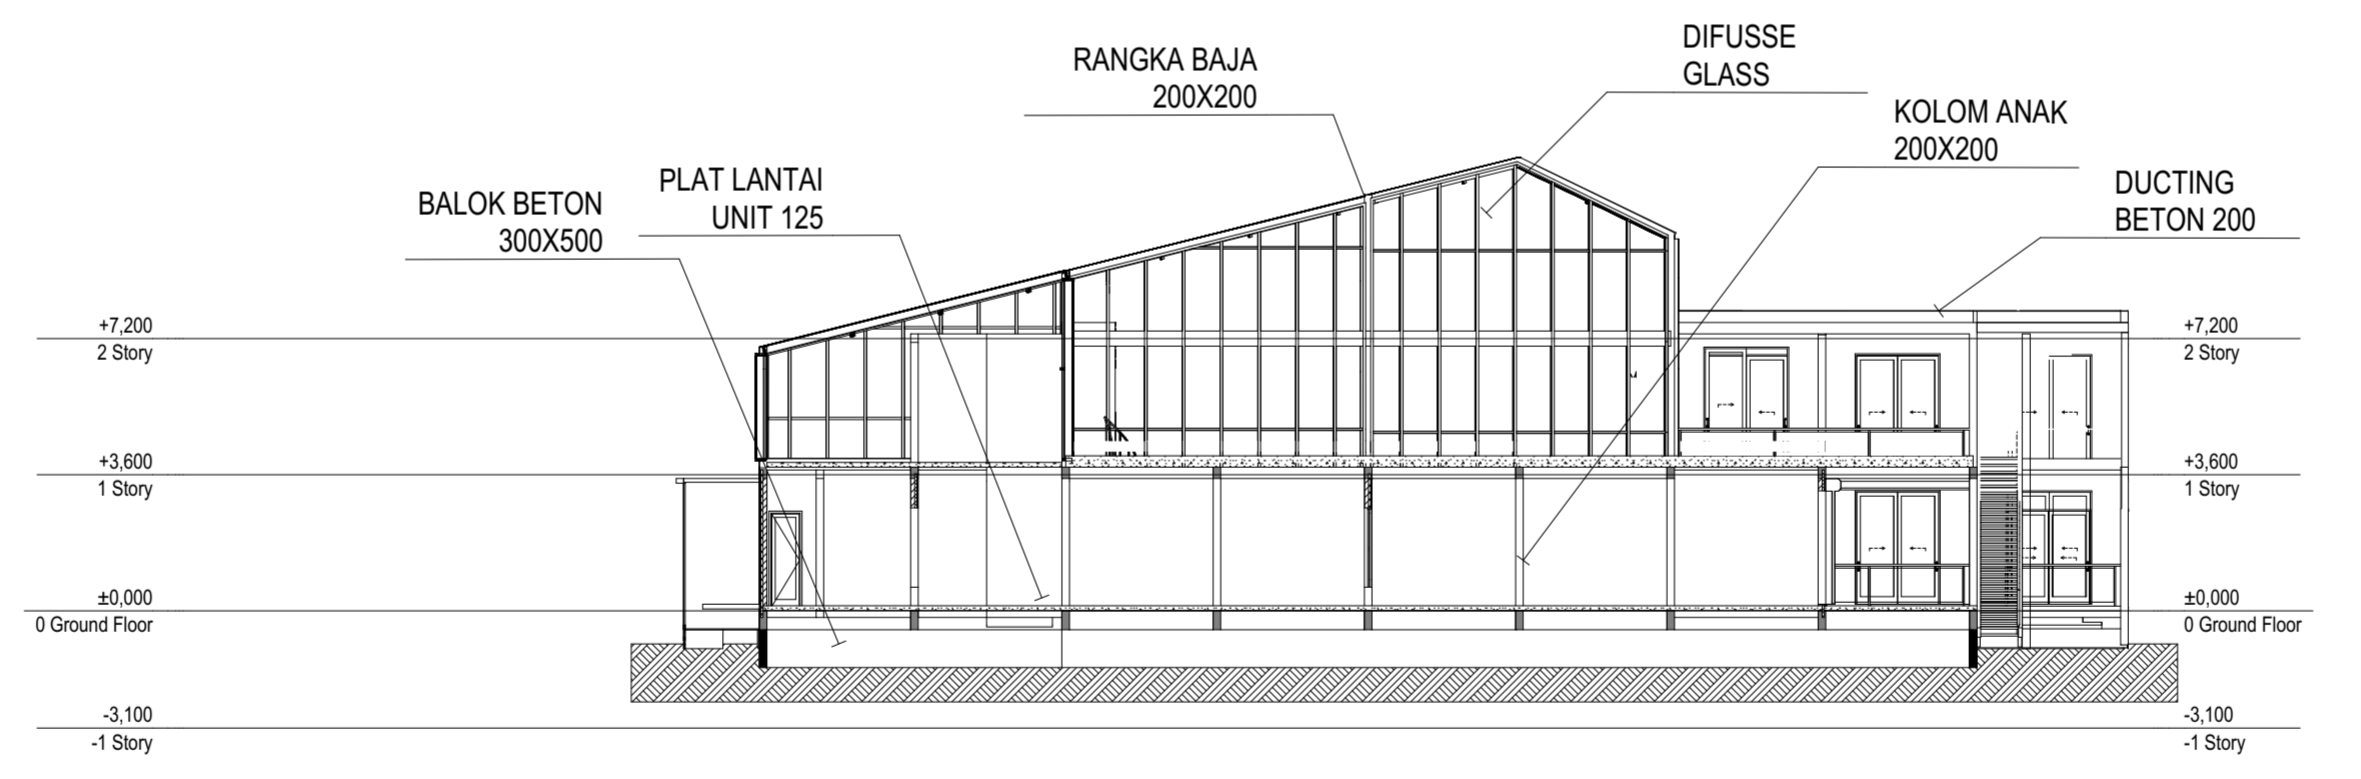 DIFUSSE
GLASS
RANGKA BAJA
200X200
KOLOM ANAK
200X200
PLAT LANTAI
UNIT 125
BALOK BETON
300X500
DUCTING
BETON 200
+7,200
2 Story
+7,200
2 Story
+3,600
1 Story
+3,600
1 Story
±0,000
0 Ground Floor
±0,000
0 Ground Floor
-3,100
-1 Story
-3,100
-1 Story